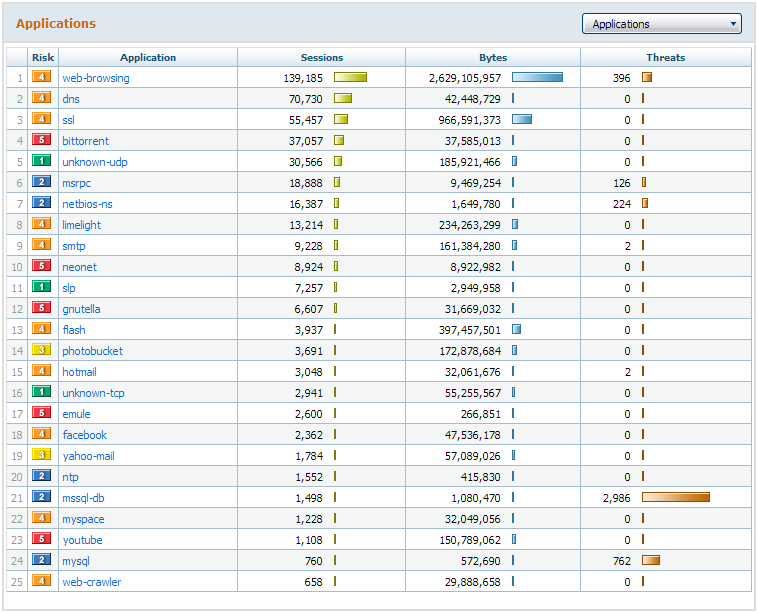 Applications
Applications
Risk Application Sessions Bytes Threats
1 4 web-browsing 139,185 2,629,105,957 396
2 4 dns 70,730 42,448,729 0
3 4 ssl 55,457 966,591,373 0
4 5 bittorrent 37,057 37,585,013 0
5 1 unknown-udp 30,566 185,921,466 0
6 2 msrpc 18,888 9,469,254 126
7 2 netbios-ns 16,387 1,649,780 224
8 4 limelight 13,214 234,263,299 0
9 4 smtp 9,228 161,384,280 2
10 5 neonet 8,924 8,922,982 0
11 1 slp 7,257 2,949,958 0
12 5 gnutella 6,607 31,669,032 0
13 4 flash 3,937 397,457,501 0
14 3 photobucket 3,691 172,878,684 0
15 4 hotmail 3,048 32,061,676 2
16 1 unknown-tcp 2,941 55,255,567 0
17 5 emule 2,600 266,851 0
18 4 facebook 2,362 47,536,178 0
19 3 yahoo-mail 1,784 57,089,026 0
20 2 ntp 1,552 415,830 0
21 2 mssql-db 1,498 1,080,470 2,986
22 4 myspace 1,228 32,049,056 0
23 5 youtube 1,108 150,789,062 0
24 2 mysql 760 572,690 762
25 4 web-crawler 658 29,888,658 0